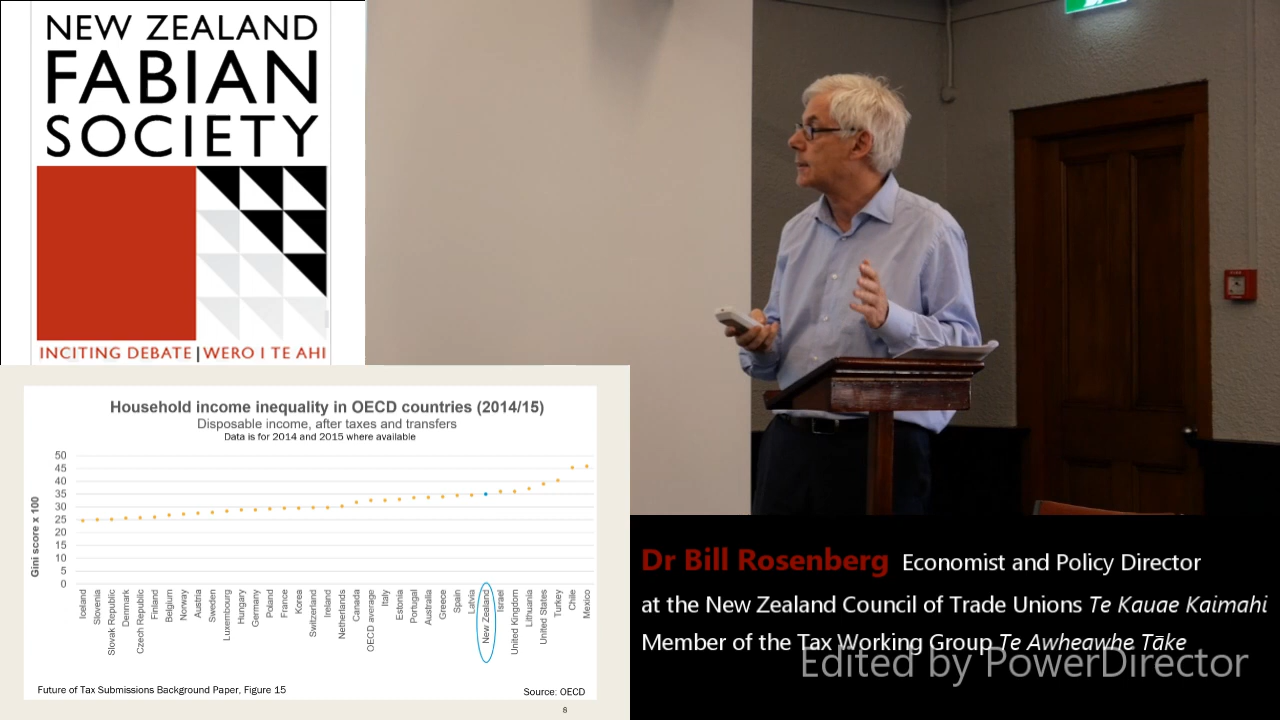 NEW ZEALAND
FABIAN
SOCIETY
INCITING DEBATE | WERO I TE AHI
Household income inequality in OECD countries (2014/15)
Disposable income, after taxes and transfers
Data is for 2014 and 2015 where available
Gini score x 100
50
45
40
35
30
25
20
15
10
5
0
Iceland
Slovenia
Slovak Republic
Denmark
Czech Republic
Finland
Belgium
Norway
Austria
Sweden
Luxembourg
Hungary
Germany
Poland
France
Korea
Switzerland
Ireland
Netherlands
Canada
OECD average
Italy
Estonia
Portugal
Australia
Greece
Spain
Latvia
New Zealand
Israel
United Kingdom
Lithuania
United States
Turkey
Chile
Mexico
Future of Tax Submissions Background Paper, Figure 15
Source: OECD
8
Dr Bill Rosenberg Economist and Policy Director
at the New Zealand Council of Trade Unions Te Kauae Kaimahi
Member of the Tax Working Group Te Awheawhe Tāke
Edited by PowerDirector